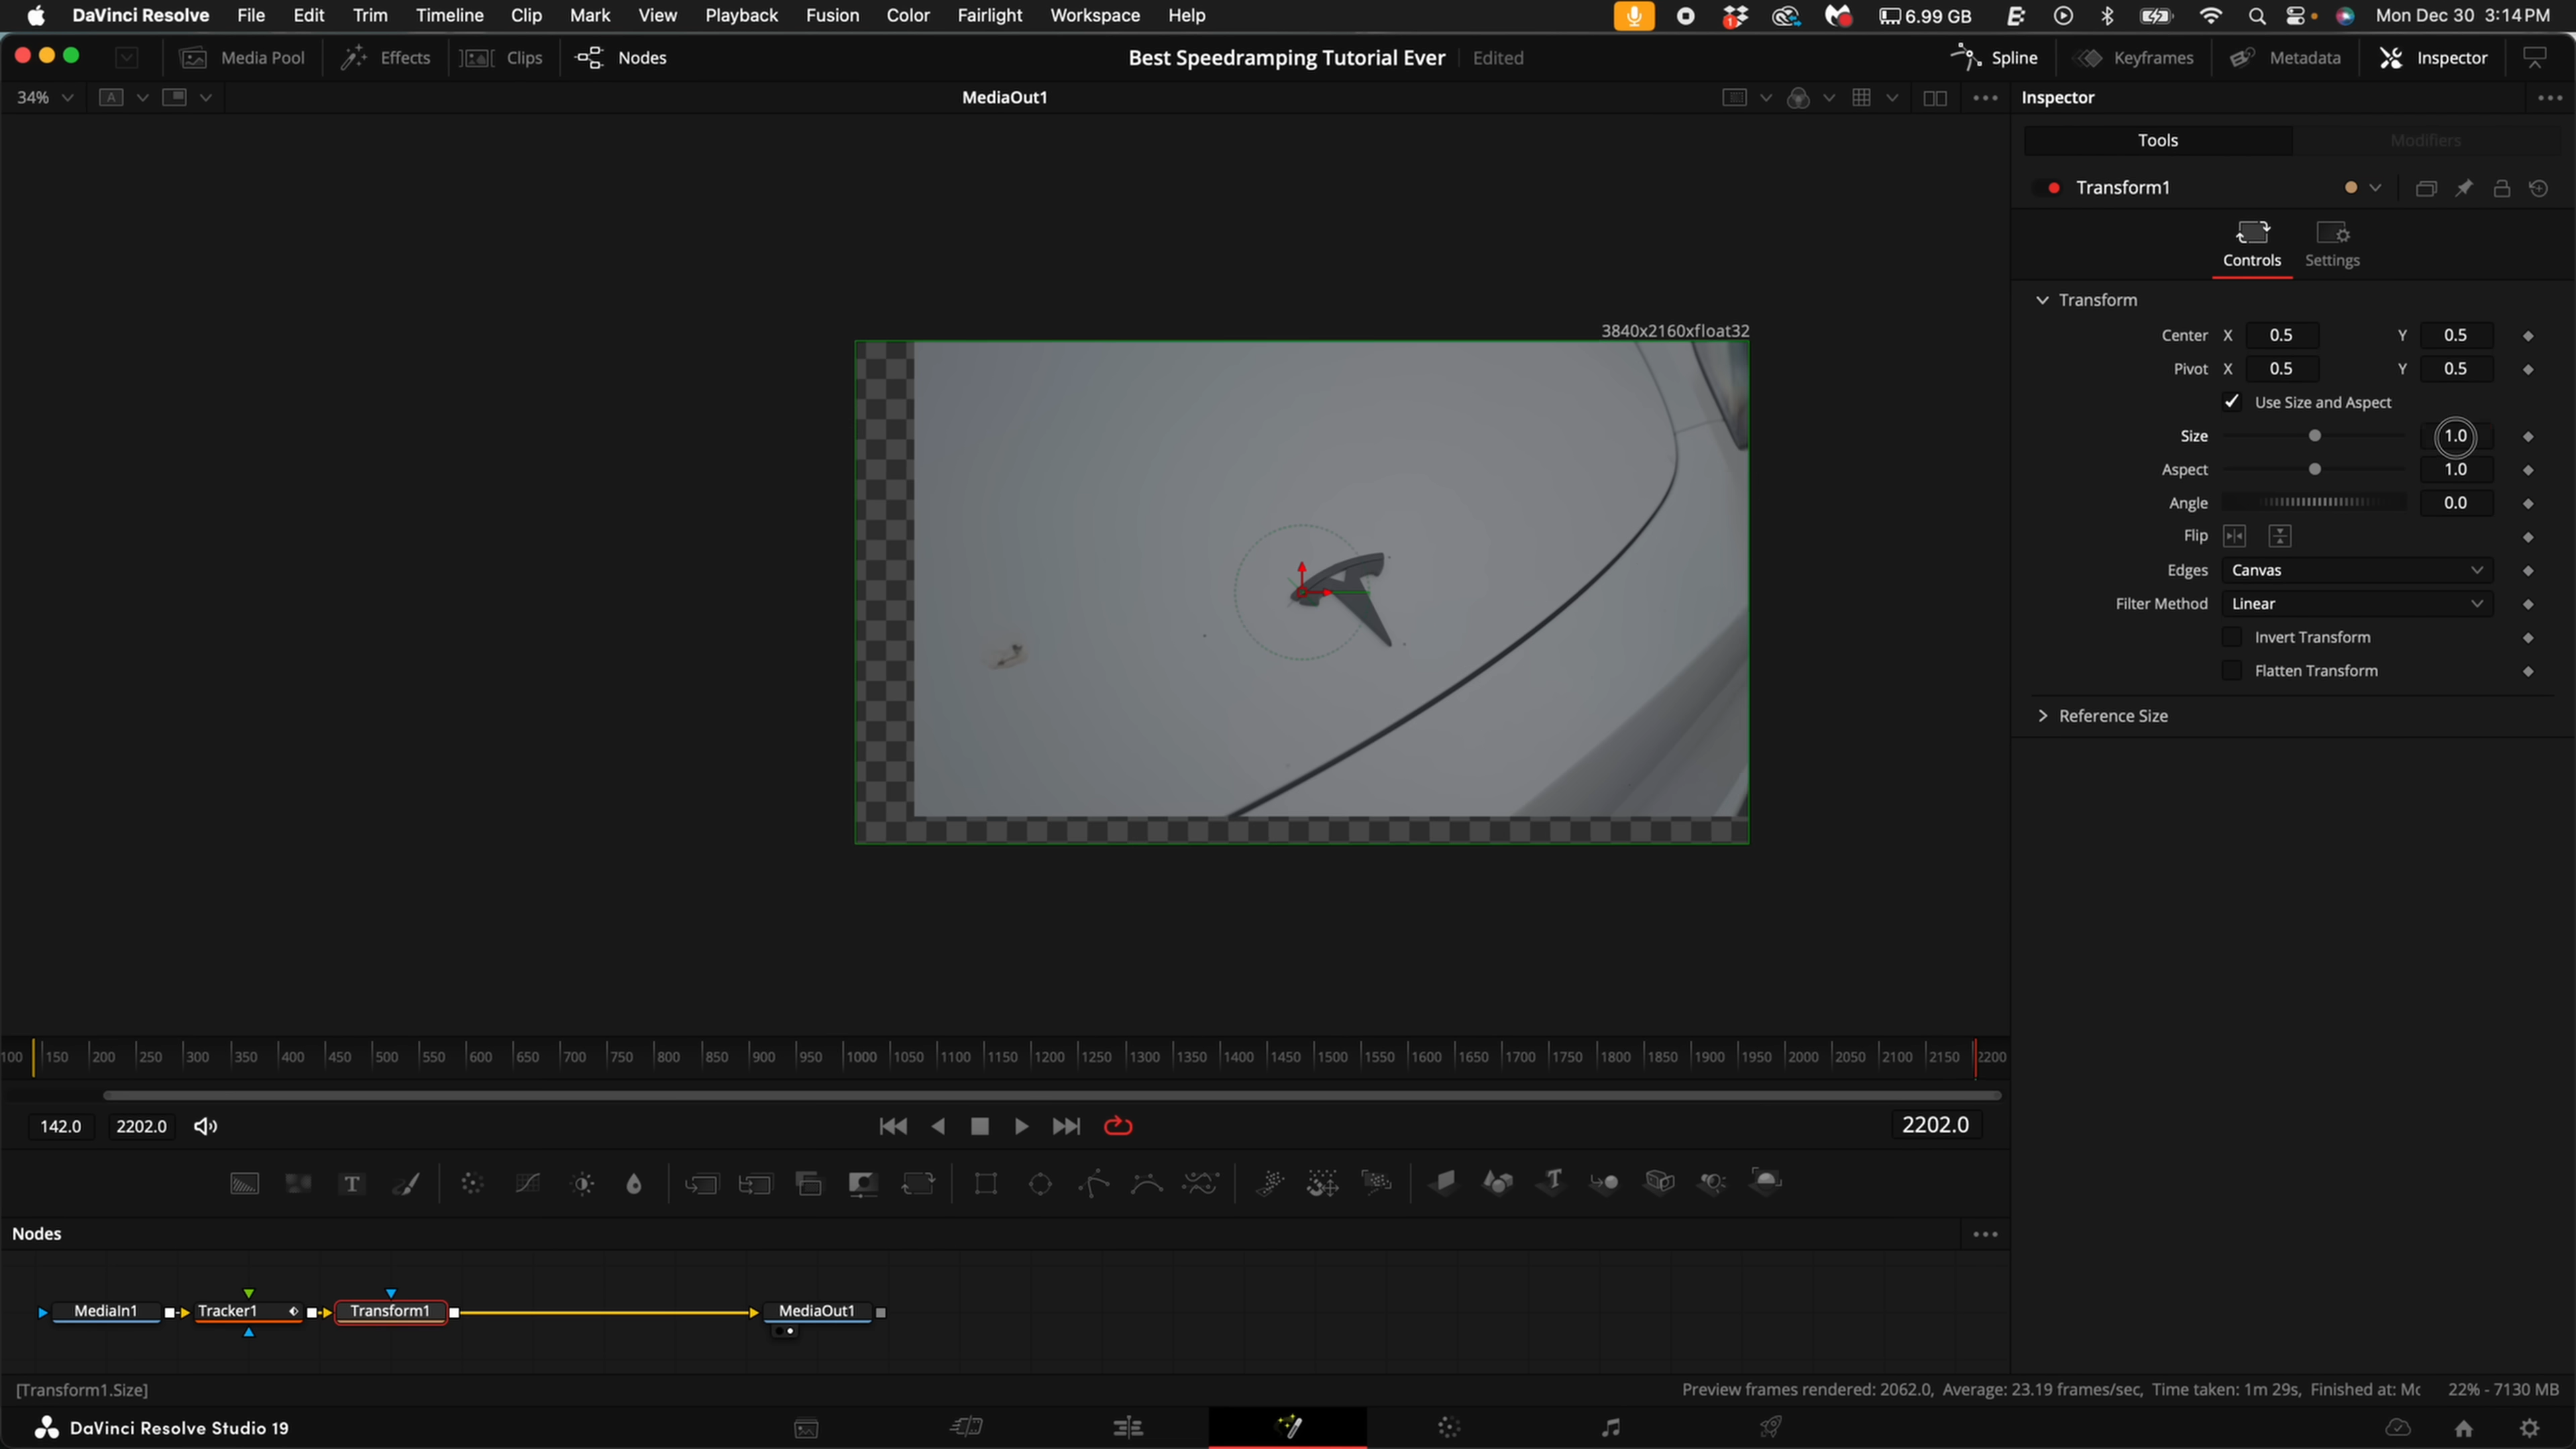 DaVinci Resolve File Edit Trim Timeline Clip Mark View Playback Fusion Color Fairlight Workspace Help 1 6.99 GB Mon Dec 30 3:14 PM
Media Pool Effects Clips Nodes Best Speedramping Tutorial Ever Edited Spline Keyframes Metadata Inspector
34% A MediaOut1 Inspector
Tools Modifiers
Transform1
Controls Settings
Transform
Center X 0.5 Y 0.5
Pivot X 0.5 Y 0.5
Use Size and Aspect
Size 1.0
Aspect 1.0
Angle 0.0
Flip
Edges Canvas
Filter Method Linear
Invert Transform
Flatten Transform
Reference Size
3840x2160xfloat32
100 150 200 250 300 350 400 450 500 550 600 650 700 750 800 850 900 950 1000 1050 1100 1150 1200 1250 1300 1350 1400 1450 1500 1550 1600 1650 1700 1750 1800 1850 1900 1950 2000 2050 2100 2150 2200
142.0 2202.0 2202.0
T T
Nodes
MediaIn1 Tracker1 Transform1 MediaOut1
[Transform1.Size] Preview frames rendered: 2062.0, Average: 23.19 frames/sec, Time taken: 1m 29s, Finished at: Mc 22% - 7130 MB
DaVinci Resolve Studio 19